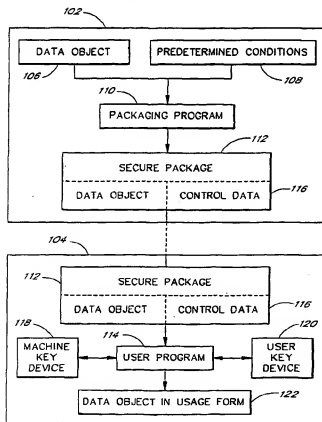 102
DATA OBJECT
PREDETERMINED CONDITIONS
106
108
110
PACKAGING PROGRAM
112
SECURE PACKAGE
DATA OBJECT
CONTROL DATA
116
104
112
SECURE PACKAGE
DATA OBJECT
CONTROL DATA
116
118
114
120
MACHINE KEY DEVICE
USER PROGRAM
USER KEY DEVICE
DATA OBJECT IN USAGE FORM
122